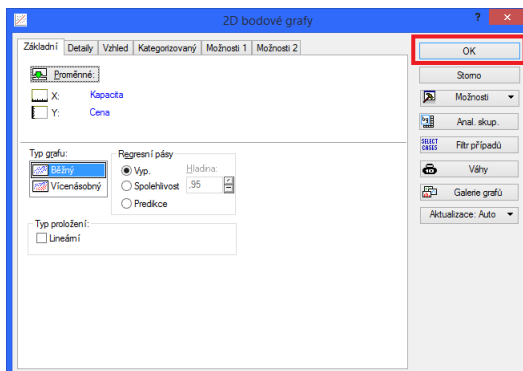 2D bodové grafy
? ×
Základní Detaily Vzhled Kategorizovaný Možnosti 1 Možnosti 2
Proměnné:
X: Kapacita
Y: Cena
Typ grafu:
Běžný
Vícenásobný
Regresní pásy
Vyp. Hladina:
Spolehlivost .95
Predikce
Typ proložení:
Lineární
OK
Storno
Možnosti
Anal. skup.
SELECT CASES Filtr případů
Váhy
Galerie grafů
Aktualizace: Auto